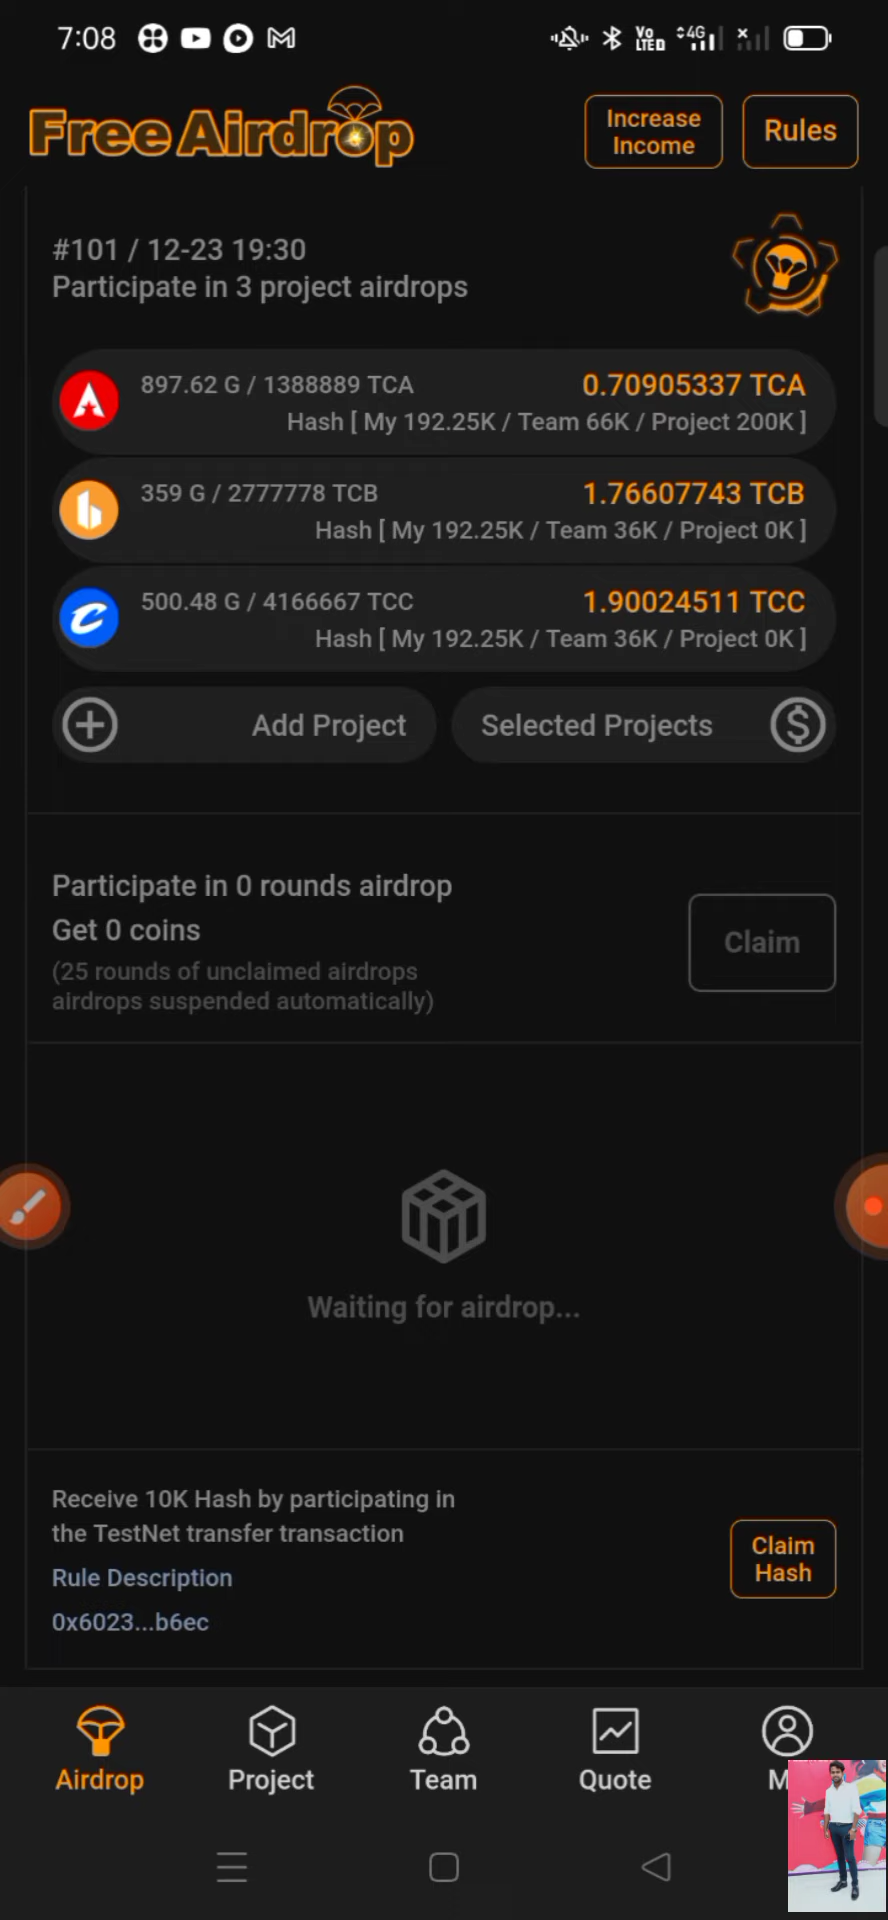 7:08
Vo
LTE D
4G
Free Airdrop
Increase
Income
Rules
#101 / 12-23 19:30
Participate in 3 project airdrops
897.62 G / 1388889 TCA
0.70905337 TCA
Hash [ My 192.25K / Team 66K / Project 200K ]
359 G / 2777778 TCB
1.76607743 TCB
Hash [ My 192.25K / Team 36K / Project 0K ]
500.48 G / 4166667 TCC
1.90024511 TCC
Hash [ My 192.25K / Team 36K / Project 0K ]
Add Project
Selected Projects
Participate in 0 rounds airdrop
Get 0 coins
(25 rounds of unclaimed airdrops
airdrops suspended automatically)
Claim
Waiting for airdrop...
Receive 10K Hash by participating in
the TestNet transfer transaction
Rule Description
0x6023...b6ec
Claim
Hash
Airdrop
Project
Team
Quote